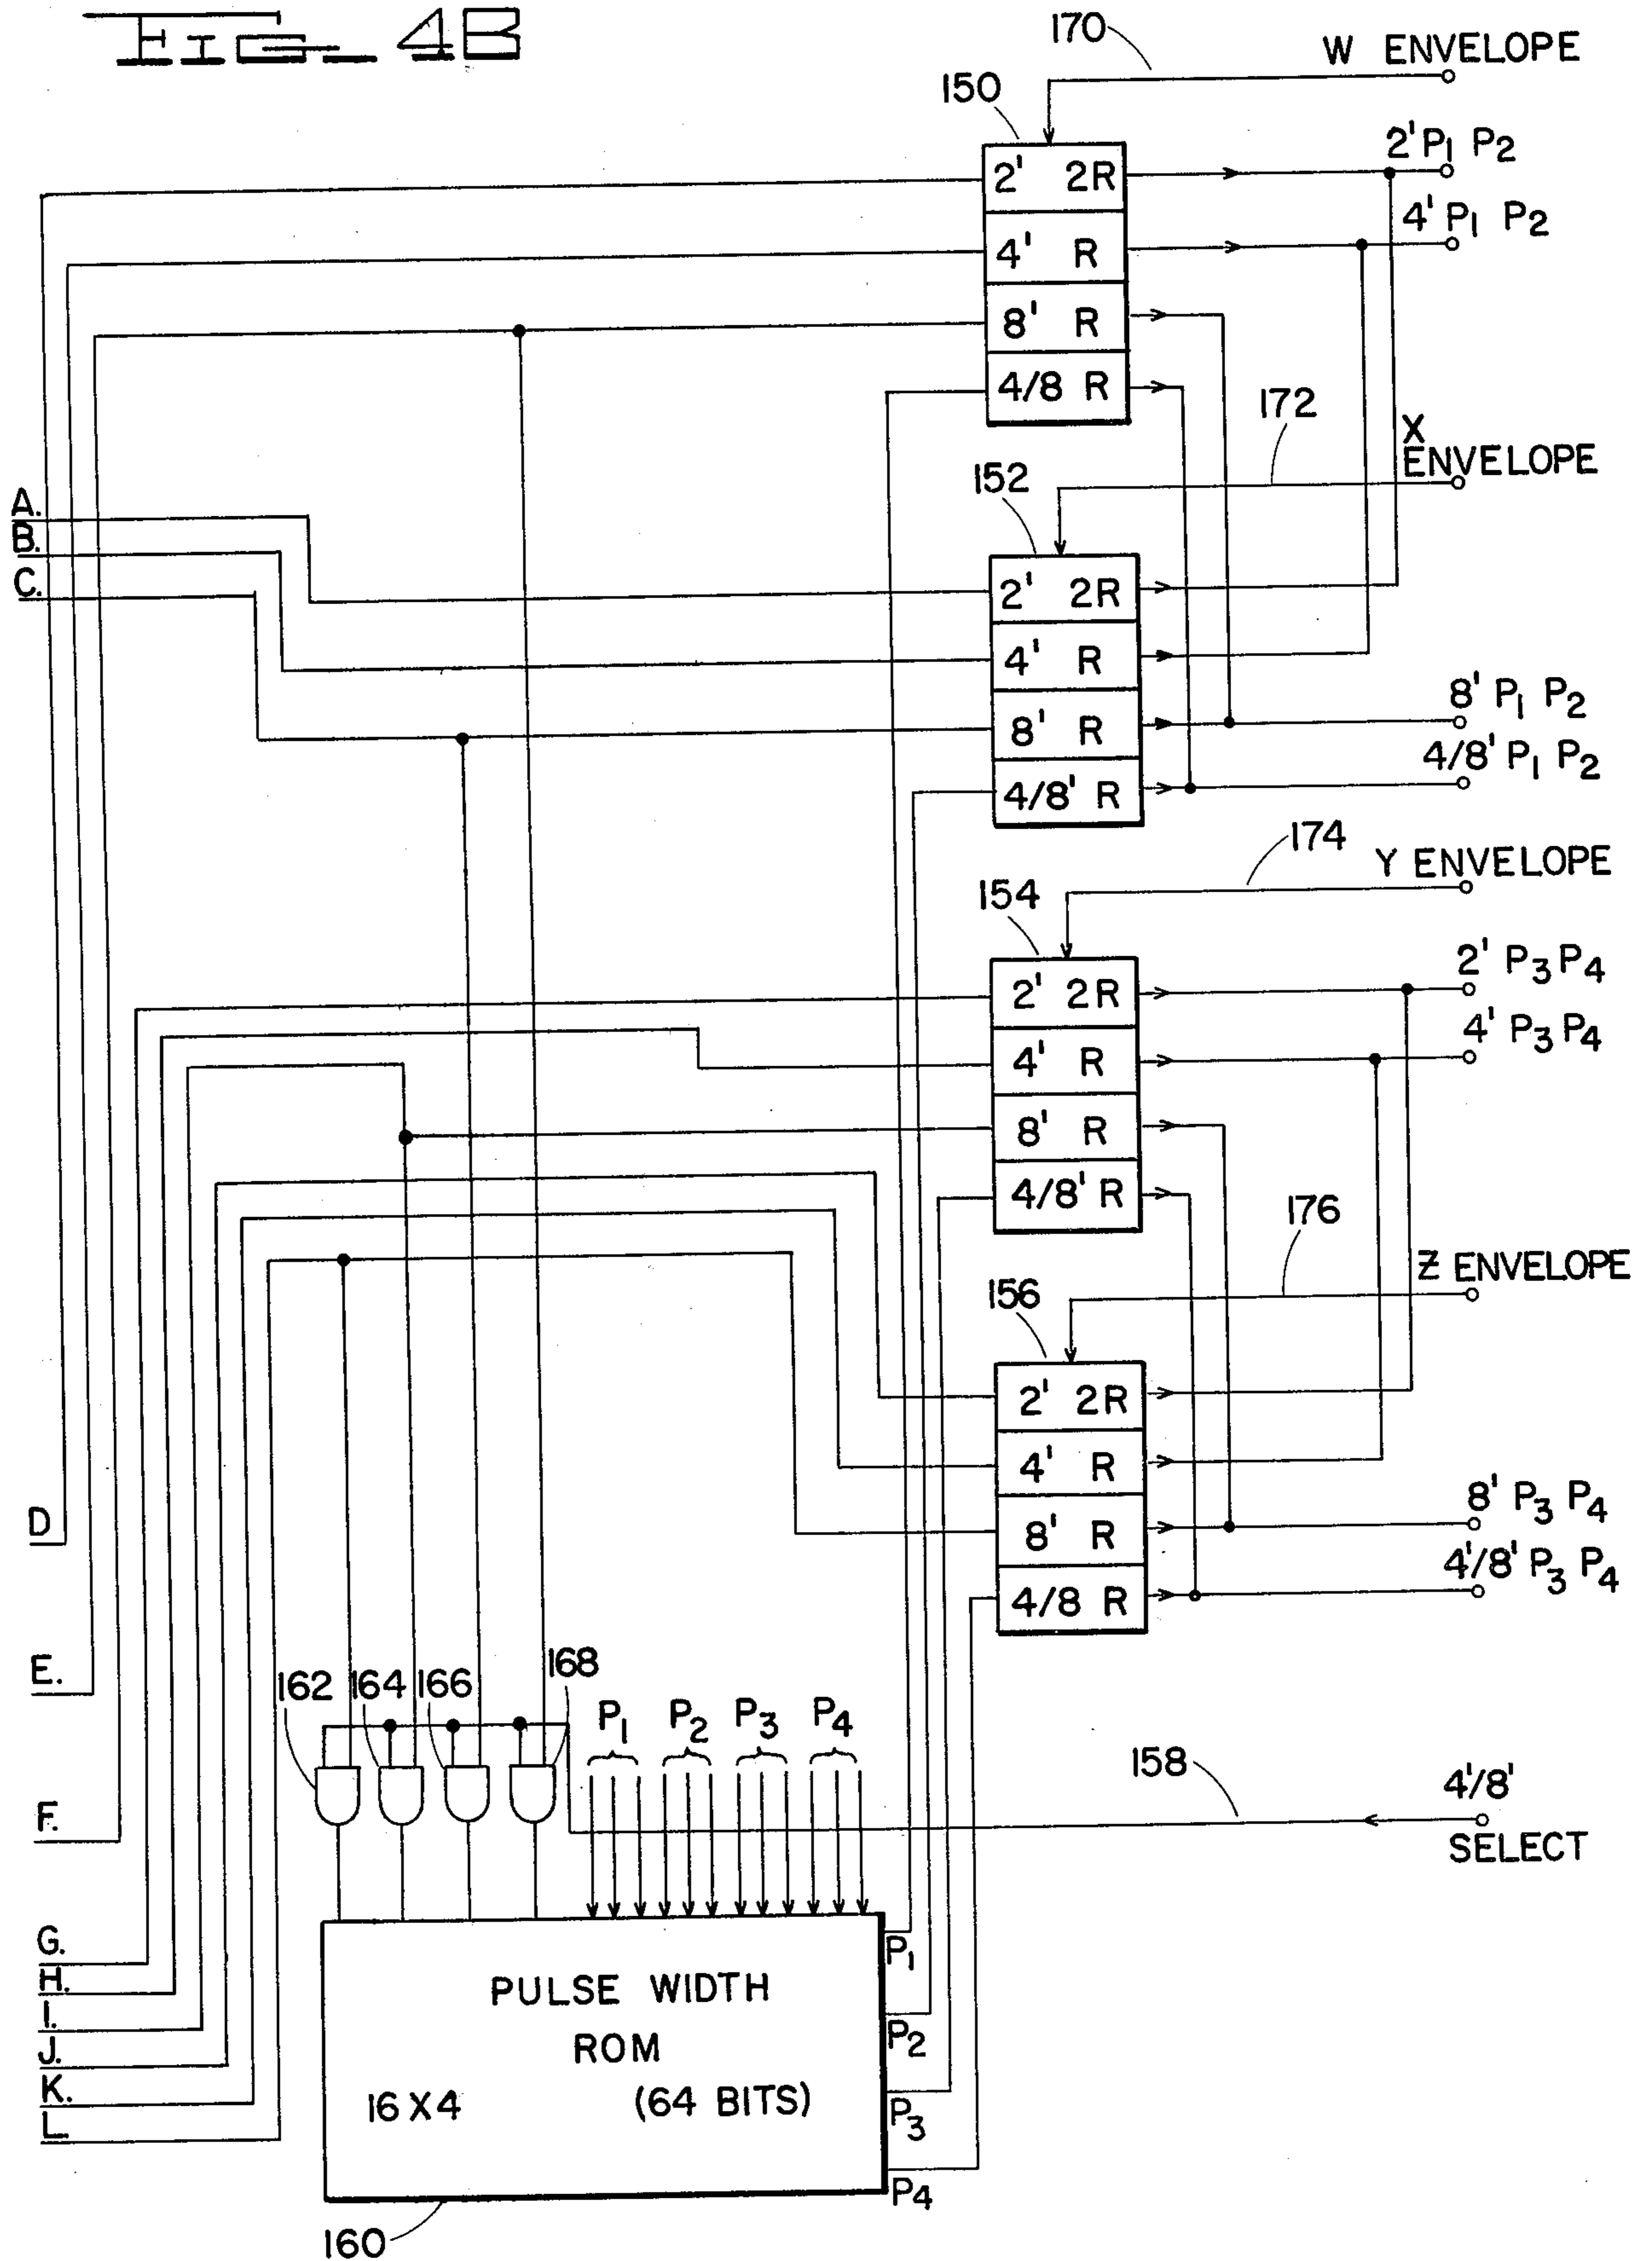 FIG_ 4B
170
W ENVELOPE
150
2' 2R
2' P1 P2
4' R
4' P1 P2
8' R
4/8 R
172
X
ENVELOPE
152
A.
B.
C.
2' 2R
4' R
8' R
8' P1 P2
4/8' R
4/8' P1 P2
174
Y ENVELOPE
154
2' 2R
2' P3 P4
4' R
4' P3 P4
8' R
4/8' R
176
Z ENVELOPE
156
2' 2R
4' R
8' R
8' P3 P4
4/8 R
4'/8' P3 P4
D
E.
162 164 166 168
P1 P2 P3 P4
158
4'/8'
SELECT
F.
G.
H.
I.
J.
K.
L.
P1
PULSE WIDTH
ROM
P2
16 X 4 (64 BITS)
P3
P4
160